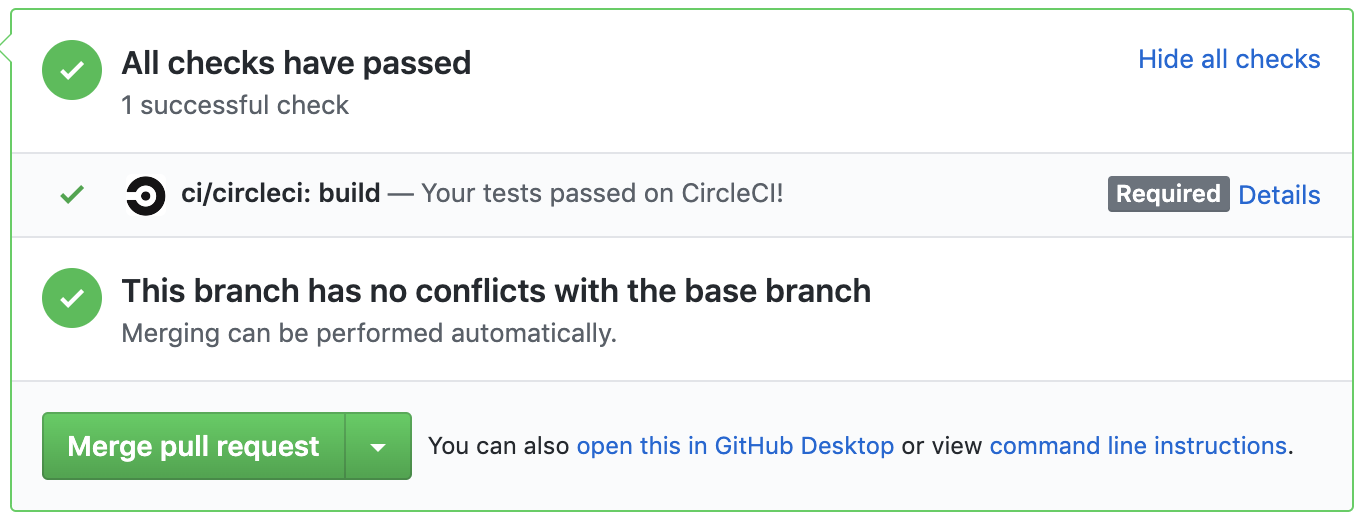 All checks have passed
Hide all checks
1 successful check
ci/circleci: build — Your tests passed on CircleCI!
Required Details
This branch has no conflicts with the base branch
Merging can be performed automatically.
Merge pull request
You can also open this in GitHub Desktop or view command line instructions.